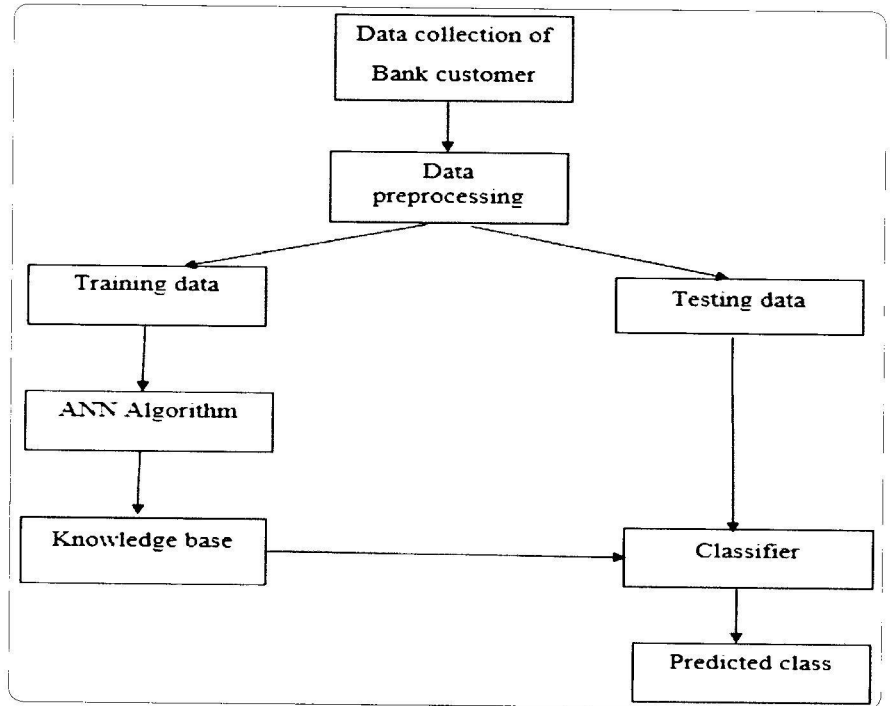 Data collection of
Bank customer
Data
preprocessing
Training data
Testing data
ANN Algorithm
Knowledge base
Classifier
Predicted class